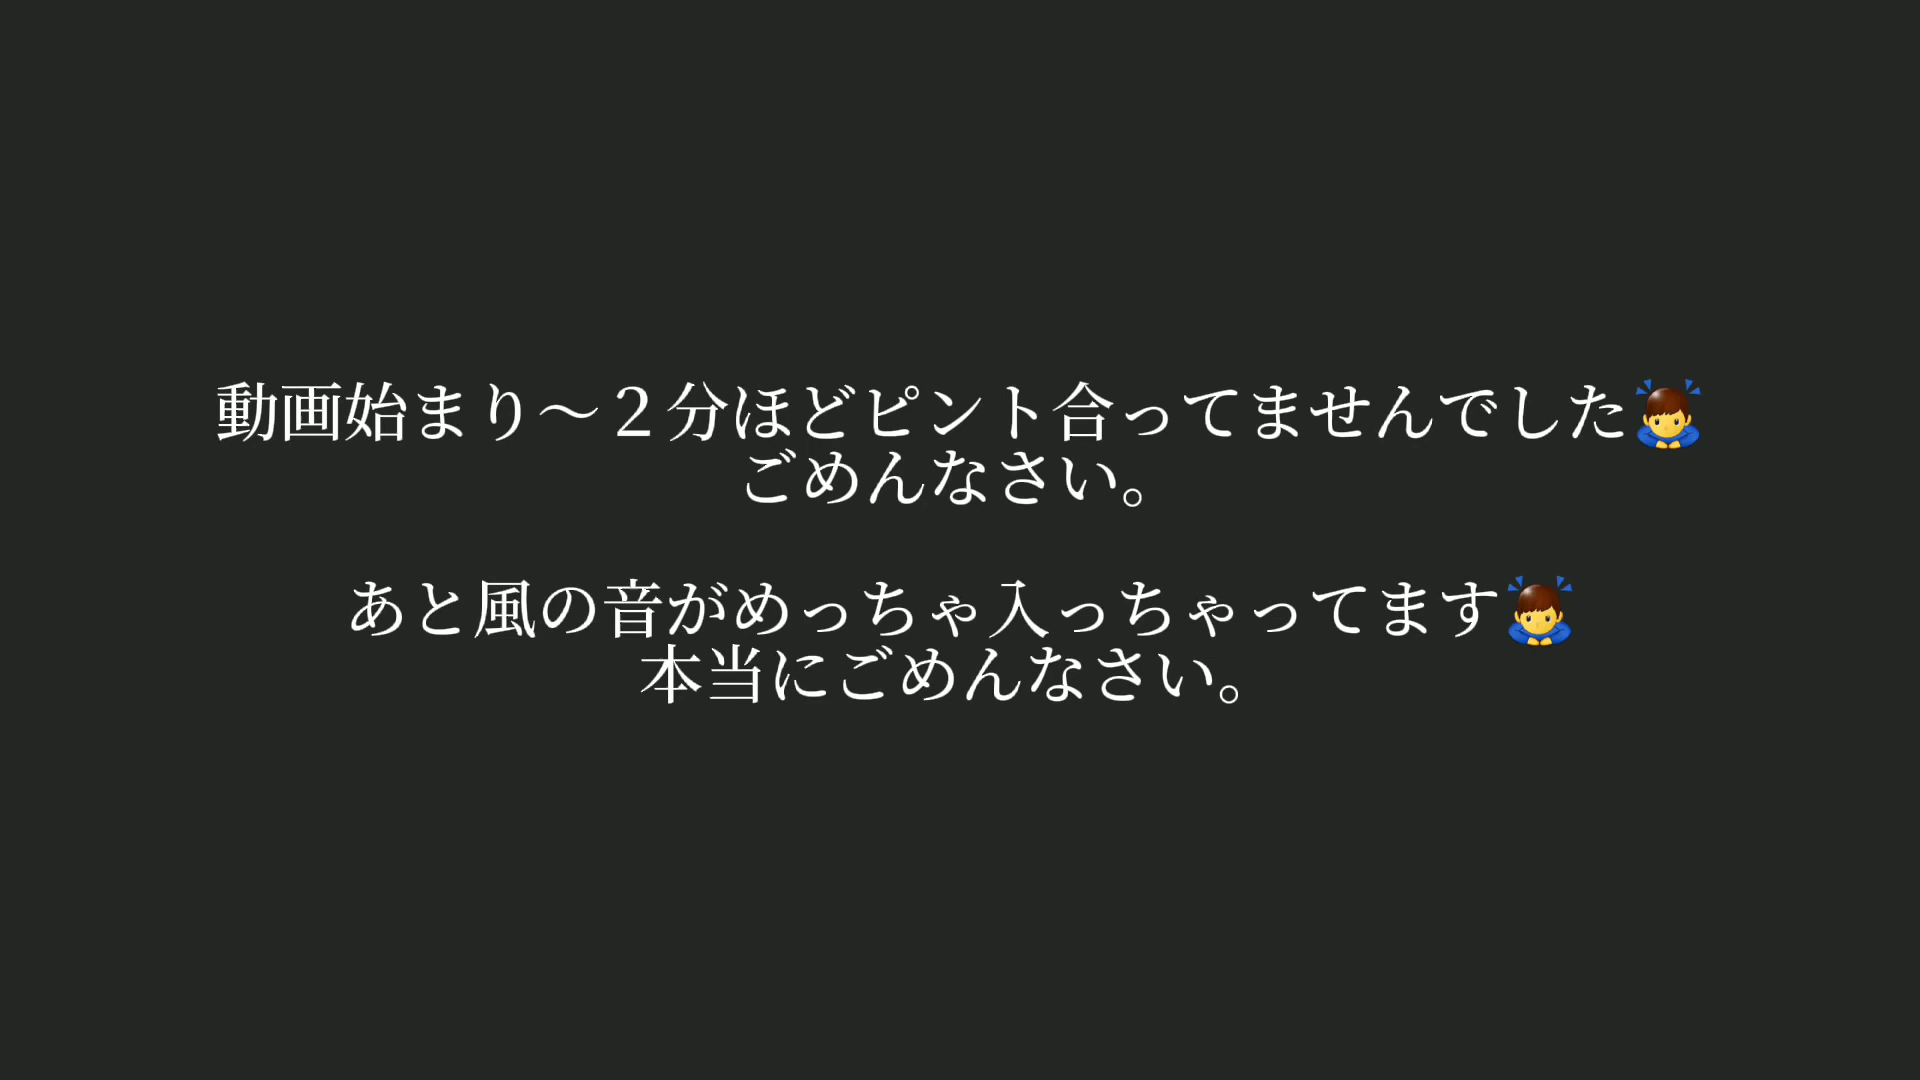 動画始まり～２分ほどピント合ってませんでした🙇‍♂️
ごめんなさい。
あと風の音がめっちゃ入っちゃってます🙇‍♂️
本当にごめんなさい。